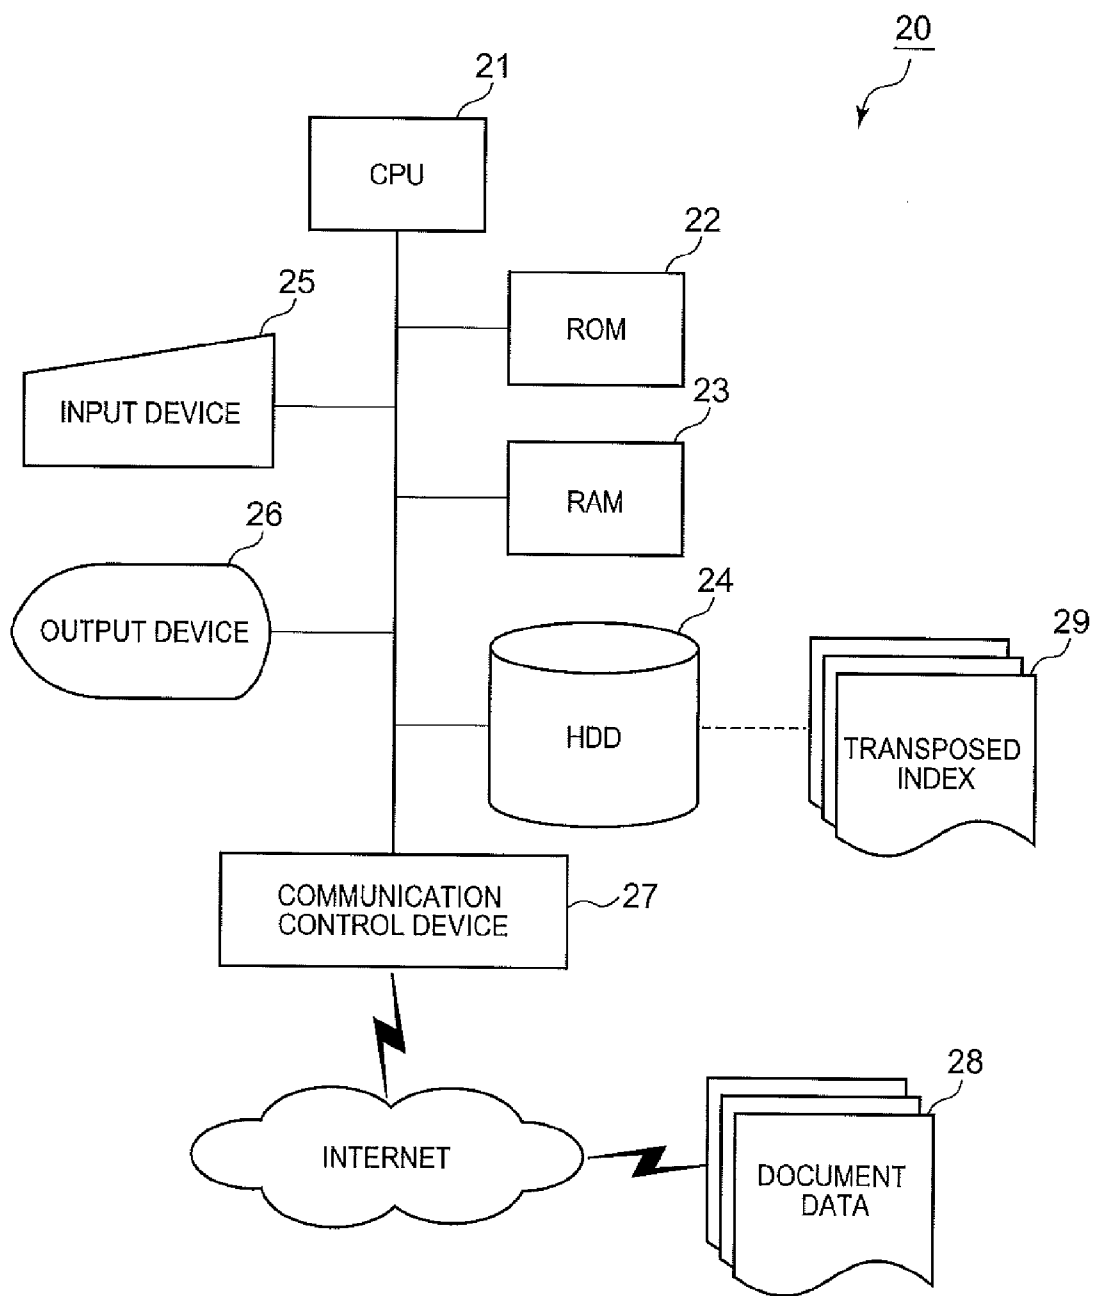 20
21
CPU
22
ROM
25
INPUT DEVICE
23
RAM
26
OUTPUT DEVICE
24
HDD
29
TRANSPOSED
INDEX
COMMUNICATION
CONTROL DEVICE
27
INTERNET
28
DOCUMENT
DATA